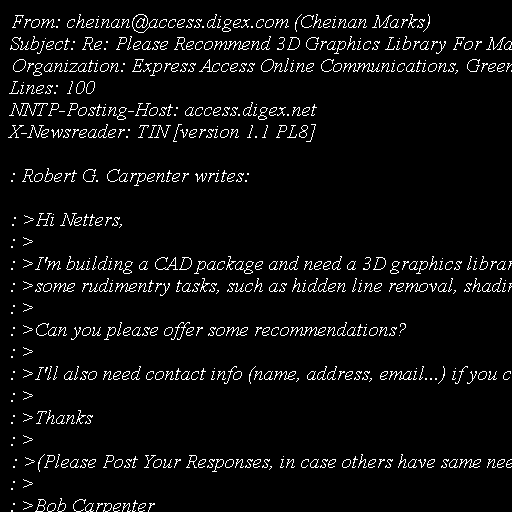 From: cheinan@access.digex.com (Cheinan Marks)
Subject: Re: Please Recommend 3D Graphics Library For Ma
Organization: Express Access Online Communications, Green
Lines: 100
NNTP-Posting-Host: access.digex.net
X-Newsreader: TIN [version 1.1 PL8]
: Robert G. Carpenter writes:
: >Hi Netters,
: >
: >I'm building a CAD package and need a 3D graphics librar
: >some rudimentry tasks, such as hidden line removal, shadin
: >
: >Can you please offer some recommendations?
: >
: >I'll also need contact info (name, address, email...) if you c
: >
: >Thanks
: >
: >(Please Post Your Responses, in case others have same nee
: >
: >Bob Carpenter